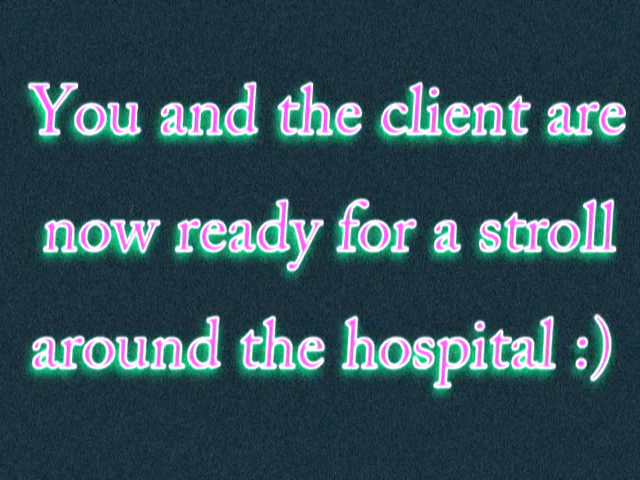 You and the client are
now ready for a stroll
around the hospital :)